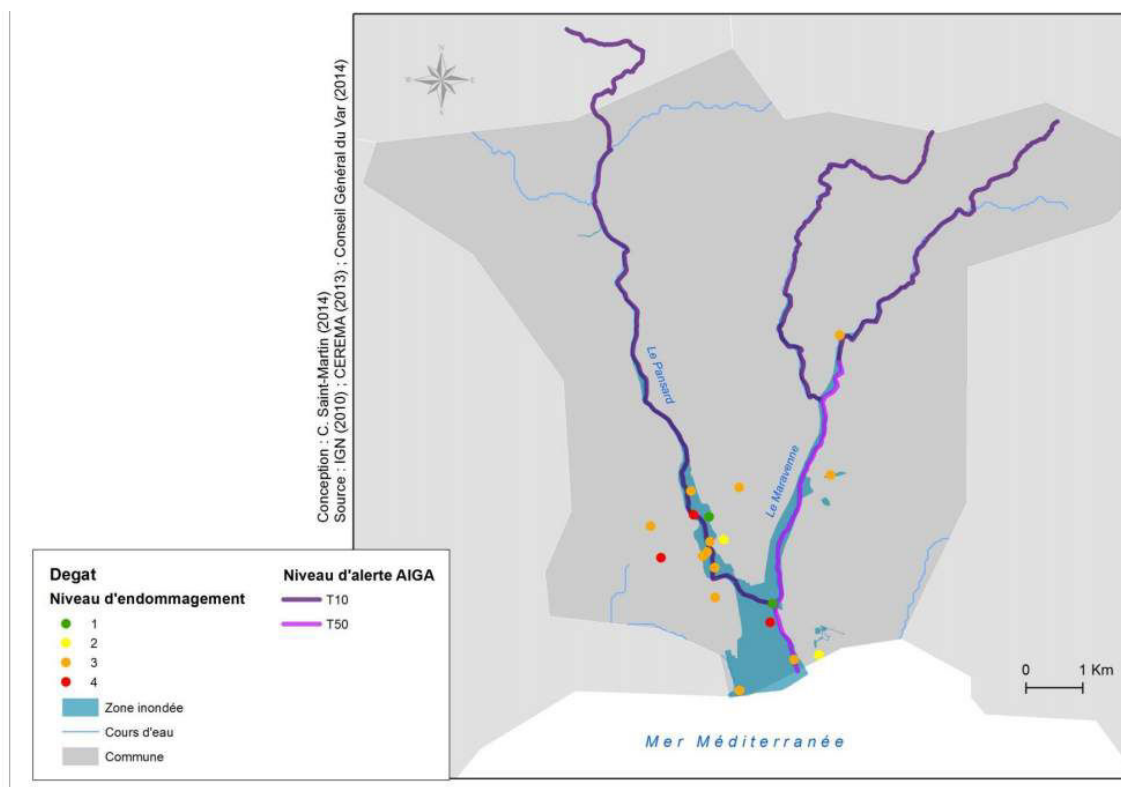 Conception : C. Saint-Martin (2014)
Source : IGN (2010) ; CEREMA (2013) ; Conseil Général du Var (2014)
N
Le Pansard
Le Maravenne
0 1 Km
Mer Méditerranée
Degat
Niveau d'endommagement
1
2
3
4
Zone inondée
Cours d'eau
Commune
Niveau d'alerte AIGA
T10
T50